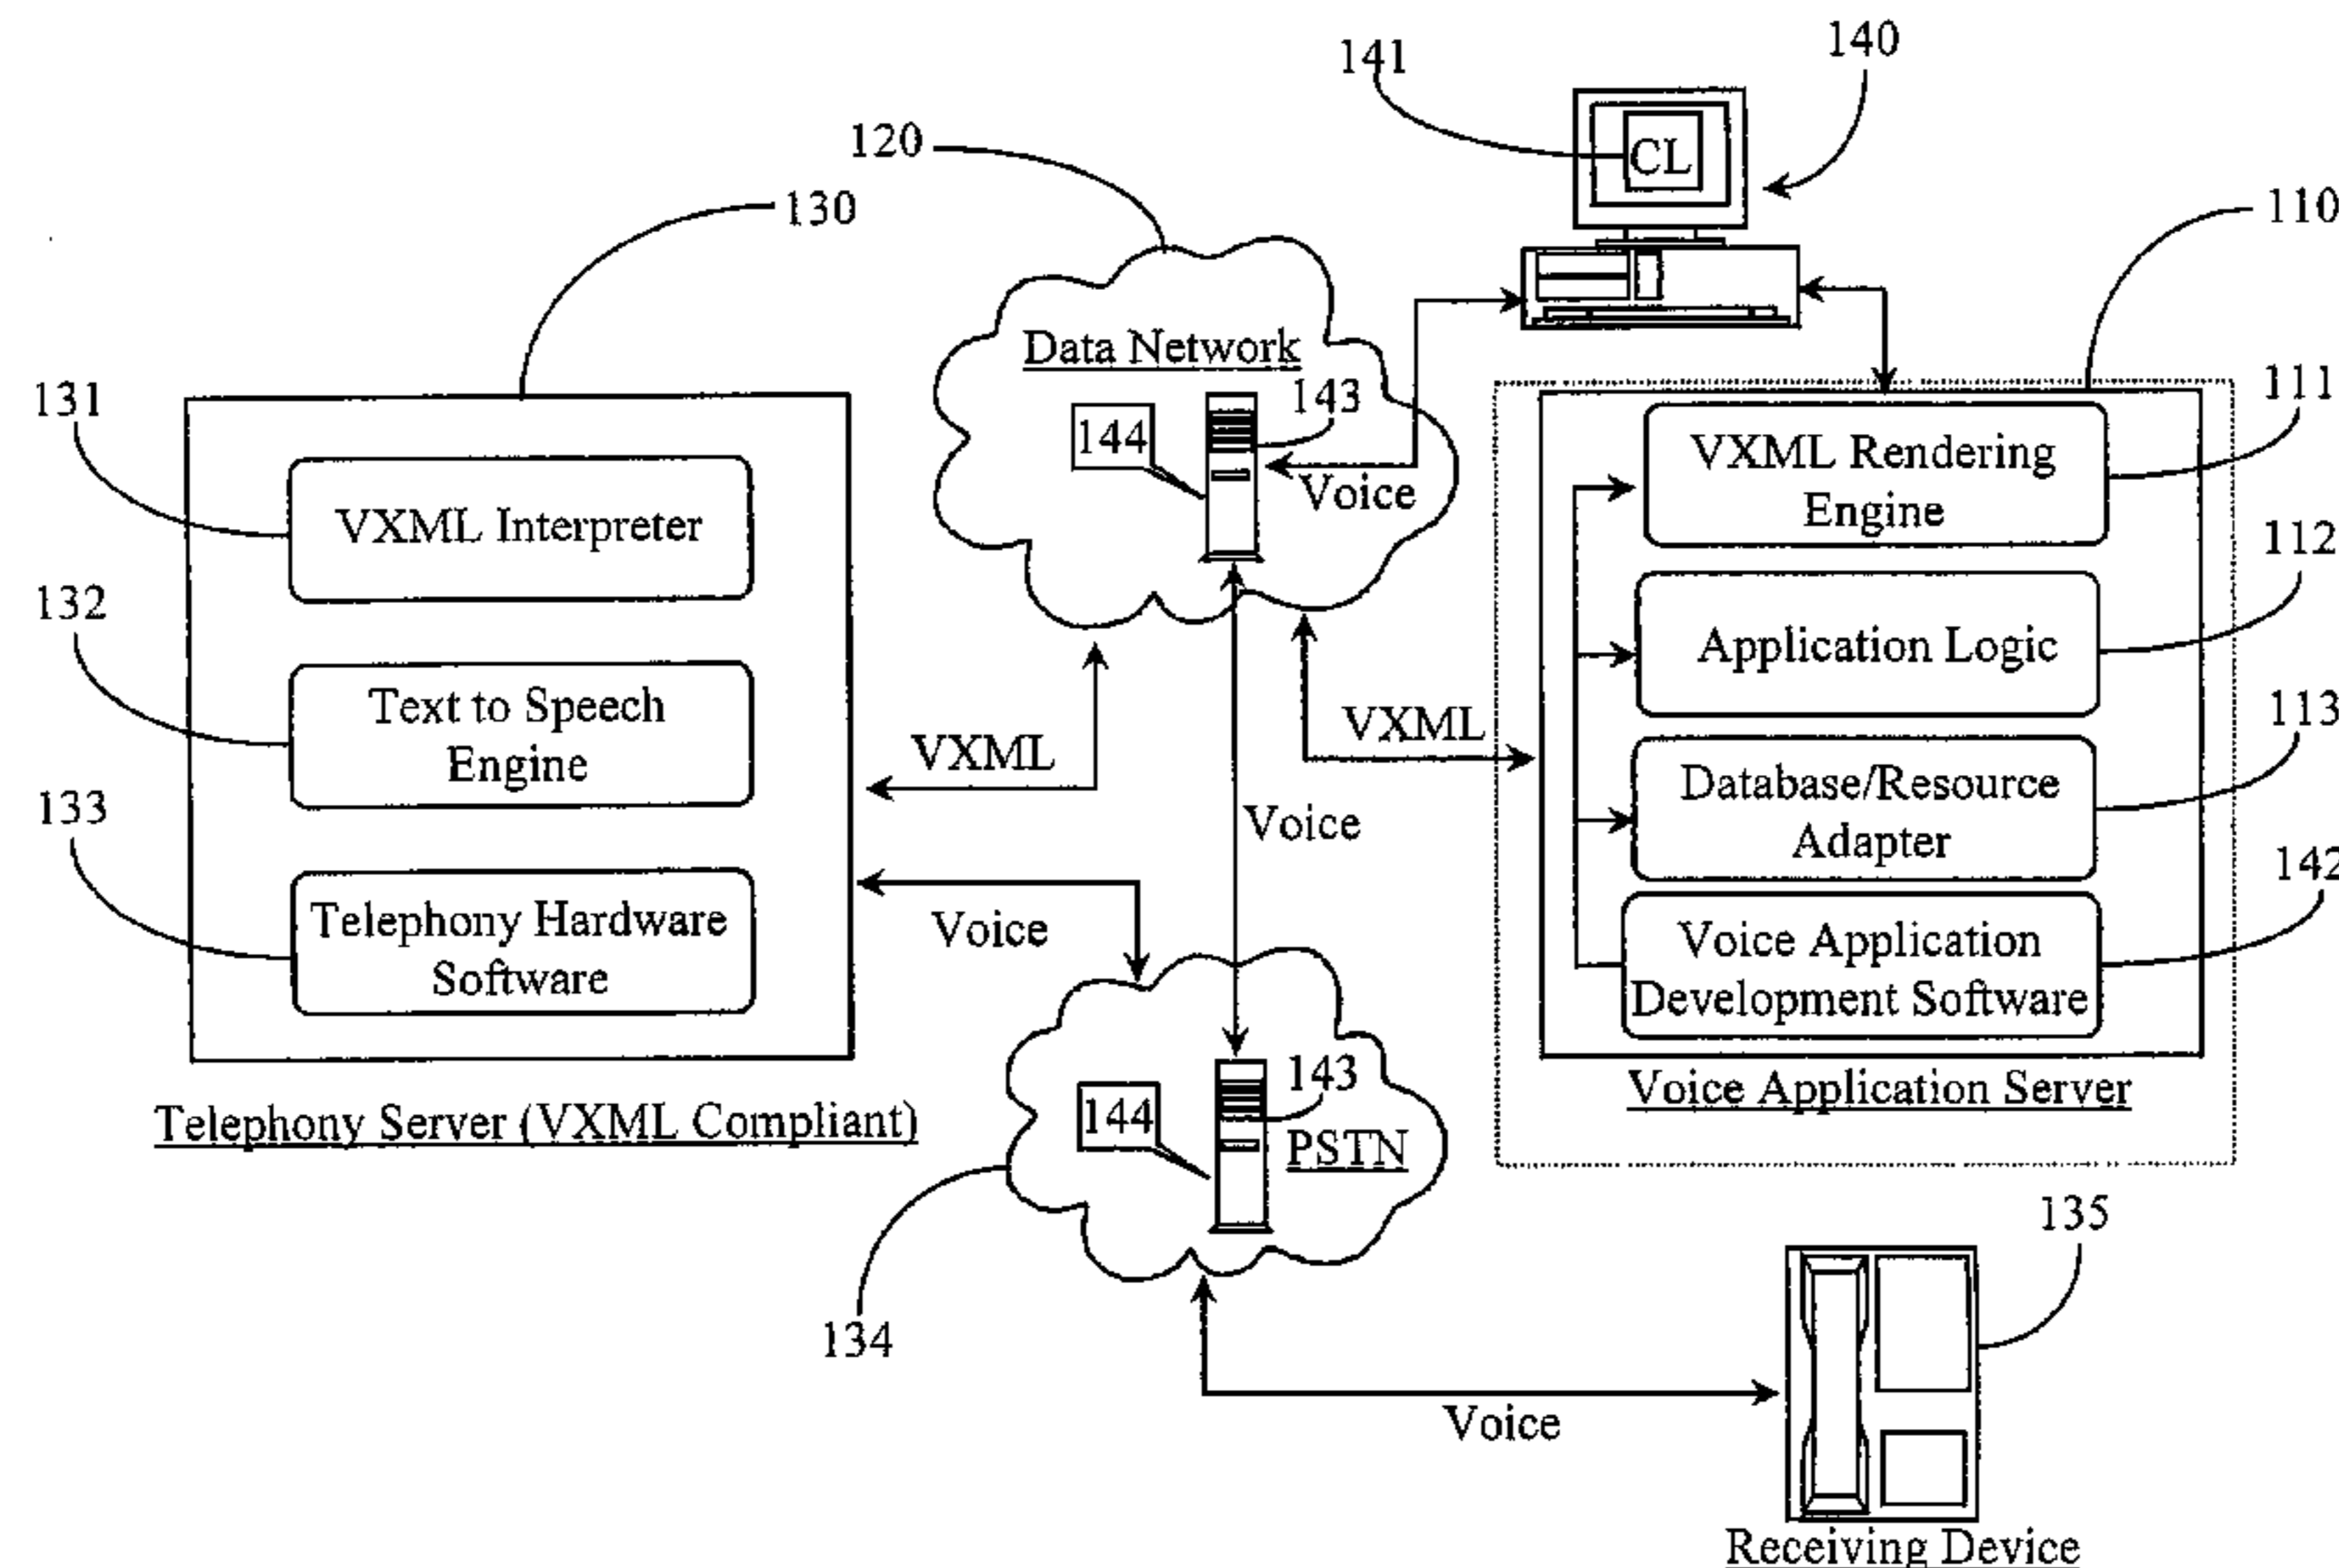 141
140
CL
120
130
110
Data Network
131
143
111
144
VXML Rendering
Engine
Voice
VXML Interpreter
112
132
Application Logic
Text to Speech
Engine
VXML
VXML
113
Database/Resource
Adapter
133
Voice
142
Telephony Hardware
Software
Voice
Voice Application
Development Software
143
Voice Application Server
144
PSTN
Telephony Server (VXML Compliant)
135
134
Voice
Receiving Device